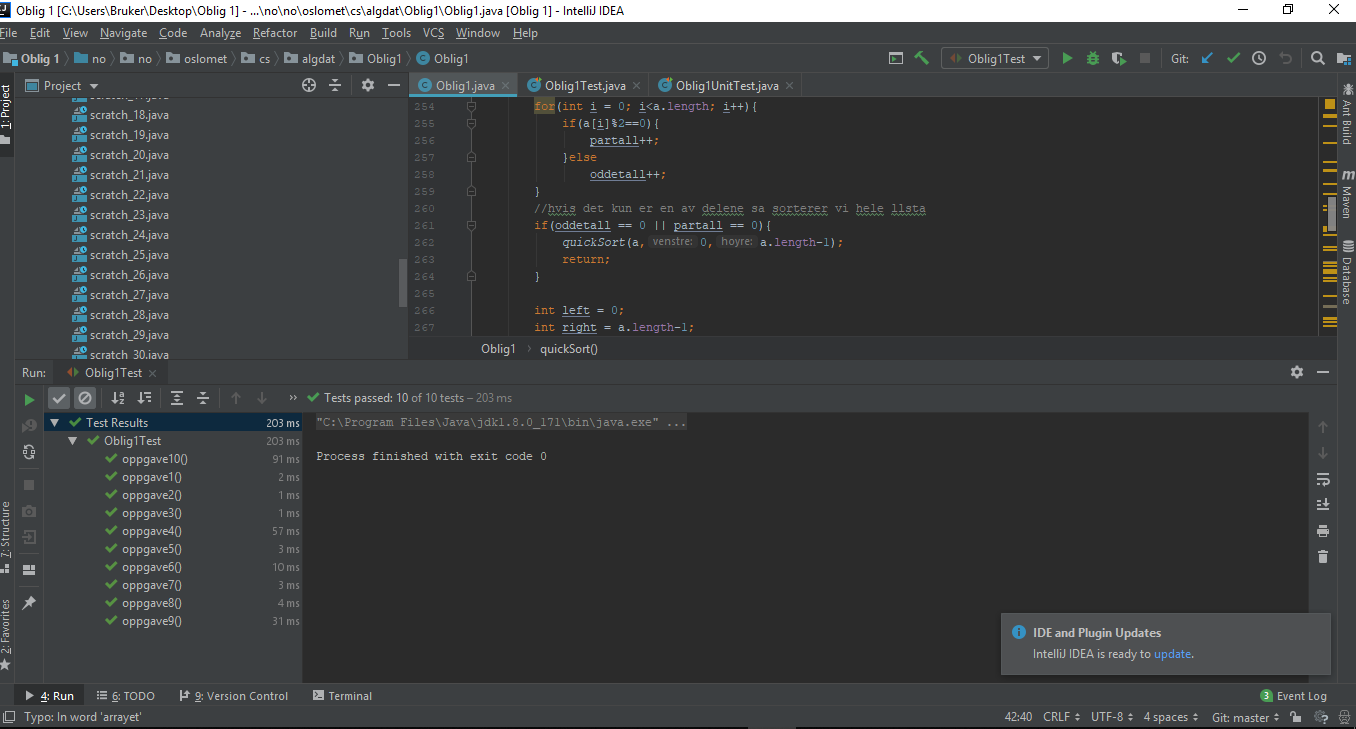 Oblig 1 [C:\Users\Bruker\Desktop\Oblig 1] - ...\no\no\oslomet\cs\algdat\Oblig1\Oblig1.java [Oblig 1] - IntelliJ IDEA
File Edit View Navigate Code Analyze Refactor Build Run Tools VCS Window Help
Oblig 1 no no oslomet cs algdat Oblig1 Oblig1 Oblig1Test Git:
1: Project
Project
Oblig1.java Oblig1Test.java Oblig1UnitTest.java
scratch_18.java
scratch_19.java
scratch_20.java
scratch_21.java
scratch_22.java
scratch_23.java
scratch_24.java
scratch_25.java
scratch_26.java
scratch_27.java
scratch_28.java
scratch_29.java
scratch_30.java
254 for(int i = 0; i<a.length; i++){
255 if(a[i]%2==0){
256 partall++;
257 }else
258 oddetall++;
259 }
260 //hvis det kun er en av delene sa sorterer vi hele llsta
261 if(oddetall == 0 || partall == 0){
262 quickSort(a, venstre: 0, hoyre: a.length-1);
263 return;
264 }
265
266 int left = 0;
267 int right = a.length-1;
Oblig1 quickSort()
Ant Build
Maven
Database
Run: Oblig1Test
Tests passed: 10 of 10 tests – 203 ms
Test Results 203 ms
Oblig1Test 203 ms
oppgave10() 91 ms
oppgave1() 2 ms
oppgave2() 1 ms
oppgave3() 1 ms
oppgave4() 57 ms
oppgave5() 3 ms
oppgave6() 10 ms
oppgave7() 3 ms
oppgave8() 4 ms
oppgave9() 31 ms
"C:\Program Files\Java\jdk1.8.0_171\bin\java.exe" ...
Process finished with exit code 0
7: Structure
2: Favorites
IDE and Plugin Updates
IntelliJ IDEA is ready to update.
4: Run 6: TODO 9: Version Control Terminal 3 Event Log
Typo: In word 'arrayet' 42:40 CRLF UTF-8 4 spaces Git: master